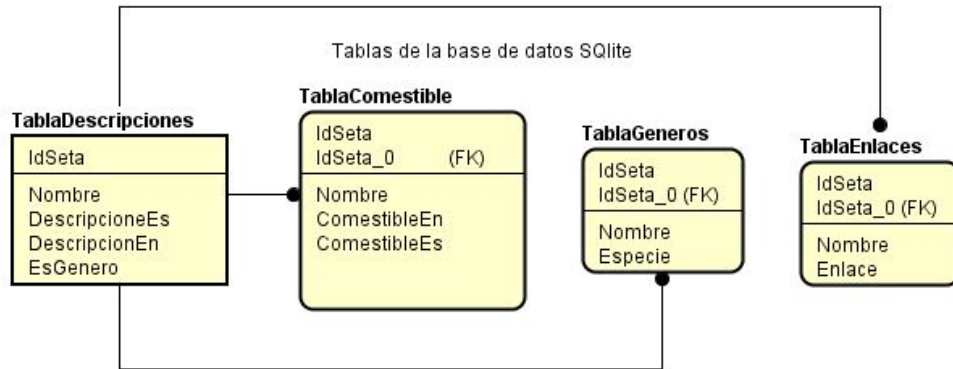 Tablas de la base de datos SQlite
TablaDescripciones
IdSeta
Nombre
DescripcioneEs
DescripcionEn
EsGenero
TablaComestible
IdSeta
IdSeta_0 (FK)
Nombre
ComestibleEn
ComestibleEs
TablaGeneros
IdSeta
IdSeta_0 (FK)
Nombre
Especie
TablaEnlaces
IdSeta
IdSeta_0 (FK)
Nombre
Enlace